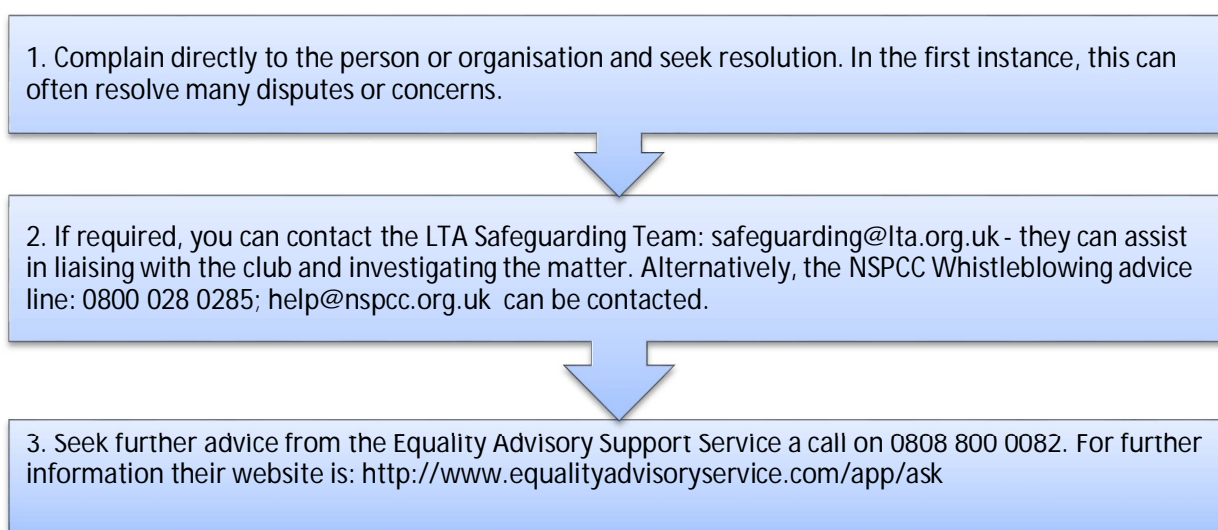 1. Complain directly to the person or organisation and seek resolution. In the first instance, this can
often resolve many disputes or concerns.
2. If required, you can contact the LTA Safeguarding Team: safeguarding@lta.org.uk - they can assist
in liaising with the club and investigating the matter. Alternatively, the NSPCC Whistleblowing advice
line: 0800 028 0285; help@nspcc.org.uk can be contacted.
3. Seek further advice from the Equality Advisory Support Service a call on 0808 800 0082. For further
information their website is: http://www.equalityadvisoryservice.com/app/ask